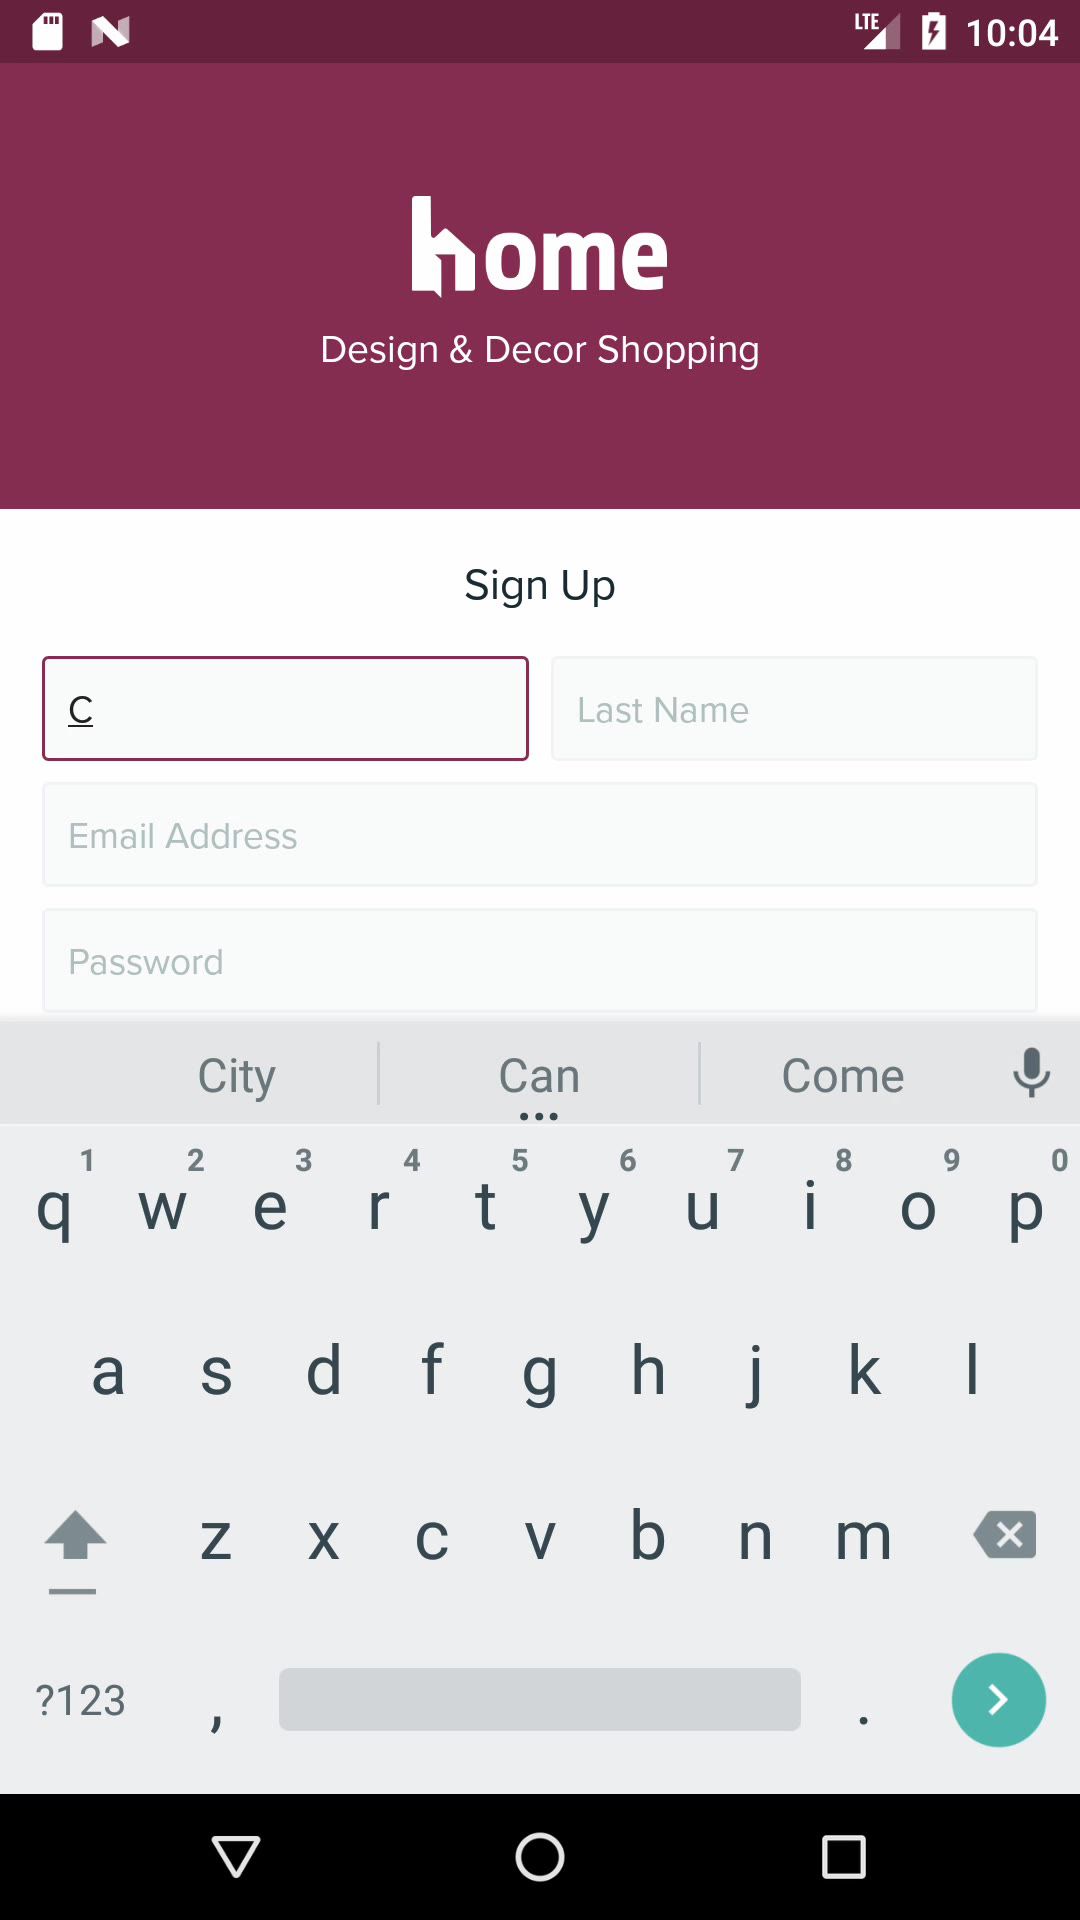 LTE 10:04
home
Design & Decor Shopping
Sign Up
C Last Name
Email Address
Password
City Can Come
1 2 3 4 5 6 7 8 9 0
q w e r t y u i o p
a s d f g h j k l
z x c v b n m
?123 , .